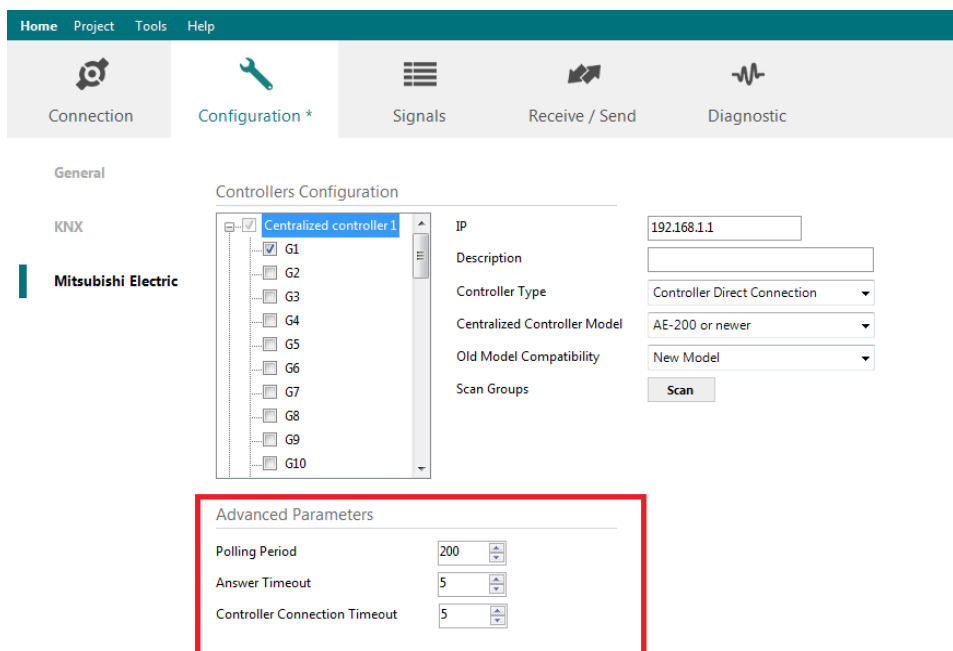 Home Project Tools Help
Connection Configuration * Signals Receive / Send Diagnostic
General
KNX
Mitsubishi Electric
Controllers Configuration
Centralized controller 1
G1
G2
G3
G4
G5
G6
G7
G8
G9
G10
IP 192.168.1.1
Description
Controller Type Controller Direct Connection
Centralized Controller Model AE-200 or newer
Old Model Compatibility New Model
Scan Groups Scan
Advanced Parameters
Polling Period 200
Answer Timeout 5
Controller Connection Timeout 5